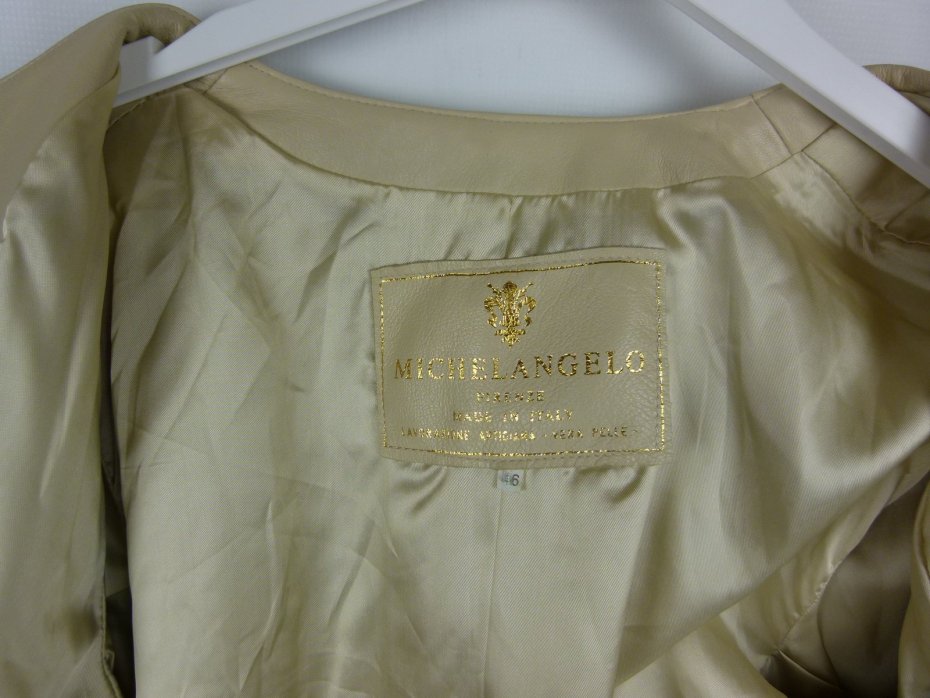 MICHELANGELO
FIRENZE
MADE IN ITALY
LAVORAZIONE ARTIGIANA - VERA PELLE -
46